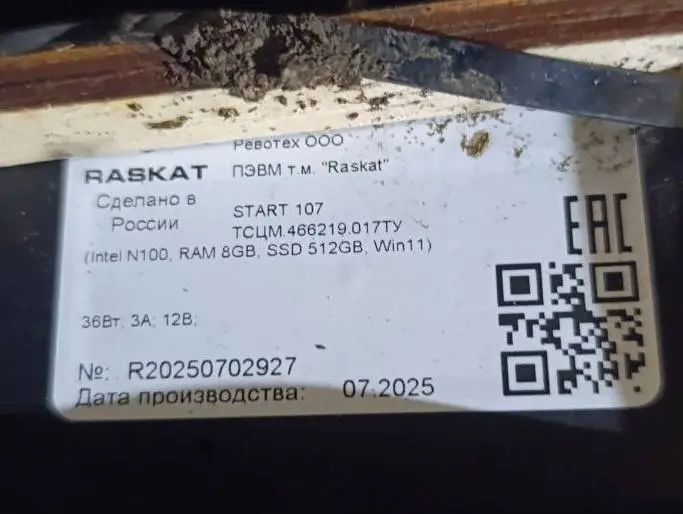 Ревотех ООО
RASKAT
ПЭВМ т.м. "Raskat"
Сделано в
России
START 107
ТСЦМ.466219.017ТУ
(Intel N100, RAM 8GB, SSD 512GB, Win11)
EAC
36Вт; 3А; 12В;
№: R20250702927
Дата производства: 07.2025